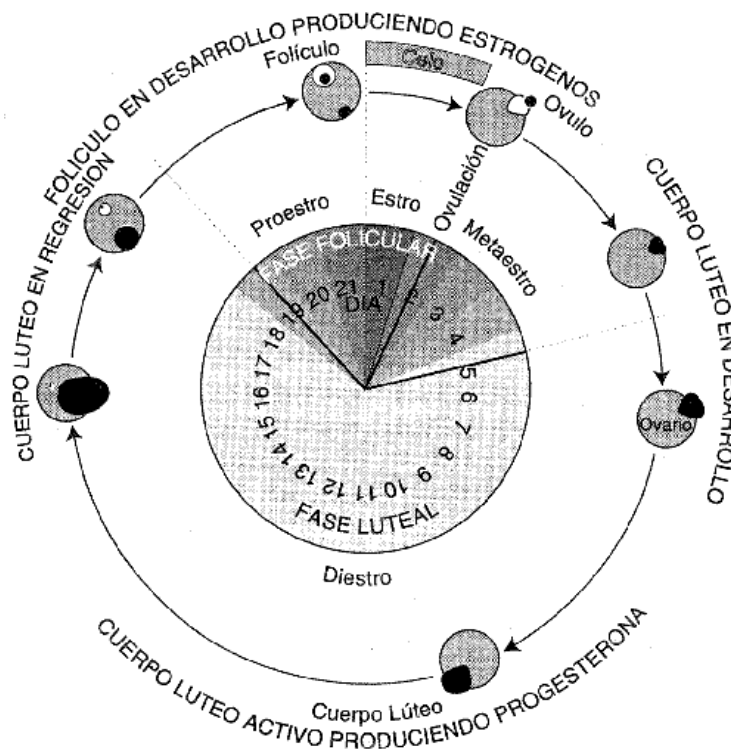 FOLICULO EN DESARROLLO PRODUCIENDO ESTROGENOS
Folículo
Celo
Ovulo
Ovulación
Proestro
Estro
Metaestro
FASE FOLICULAR
DIA
1
2
3
4
5
6
7
8
9
10
11
12
13
14
15
16
17
18
19
20
21
FASE LUTEAL
Diestro
CUERPO LUTEO EN DESARROLLO
Ovario
CUERPO LUTEO EN REGRESION
Cuerpo Lúteo
CUERPO LUTEO ACTIVO PRODUCIENDO PROGESTERONA